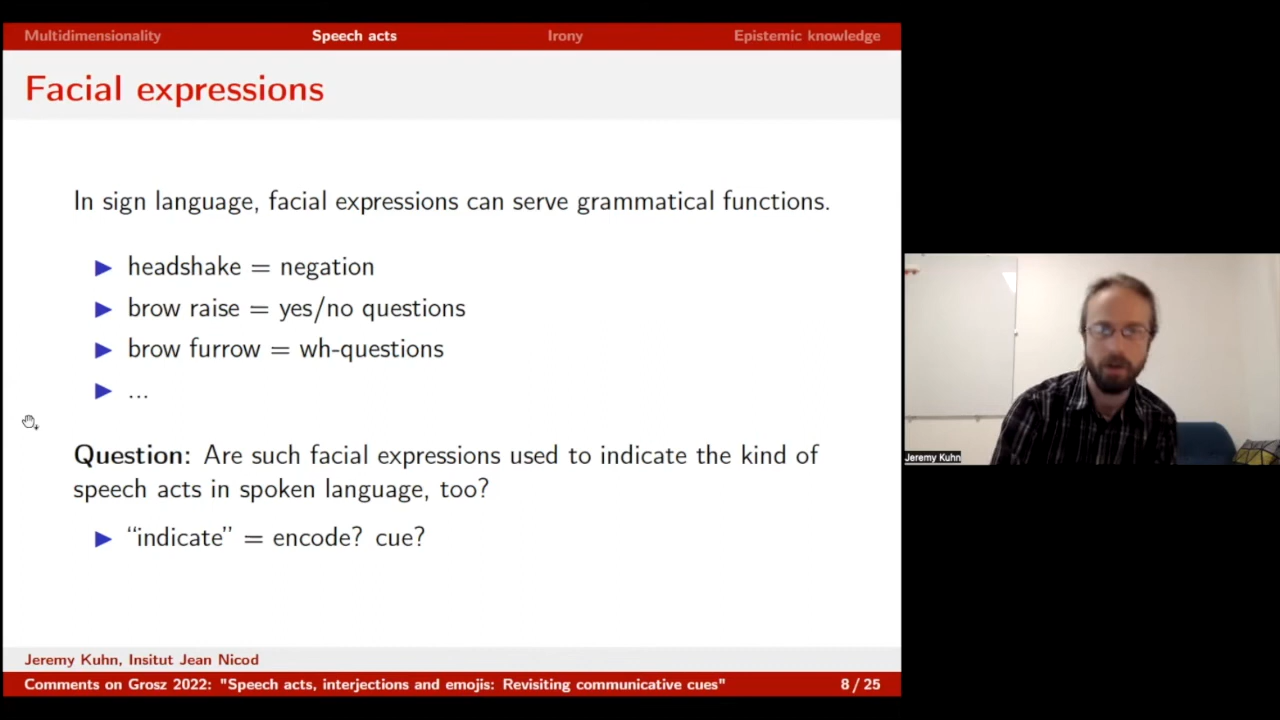 Multidimensionality Speech acts Irony Epistemic knowledge
Facial expressions
In sign language, facial expressions can serve grammatical functions.
headshake = negation
brow raise = yes/no questions
brow furrow = wh-questions
...
Question: Are such facial expressions used to indicate the kind of
speech acts in spoken language, too?
“indicate” = encode? cue?
Jeremy Kuhn, Insitut Jean Nicod
Comments on Grosz 2022: "Speech acts, interjections and emojis: Revisiting communicative cues" 8 / 25
Jeremy Kuhn